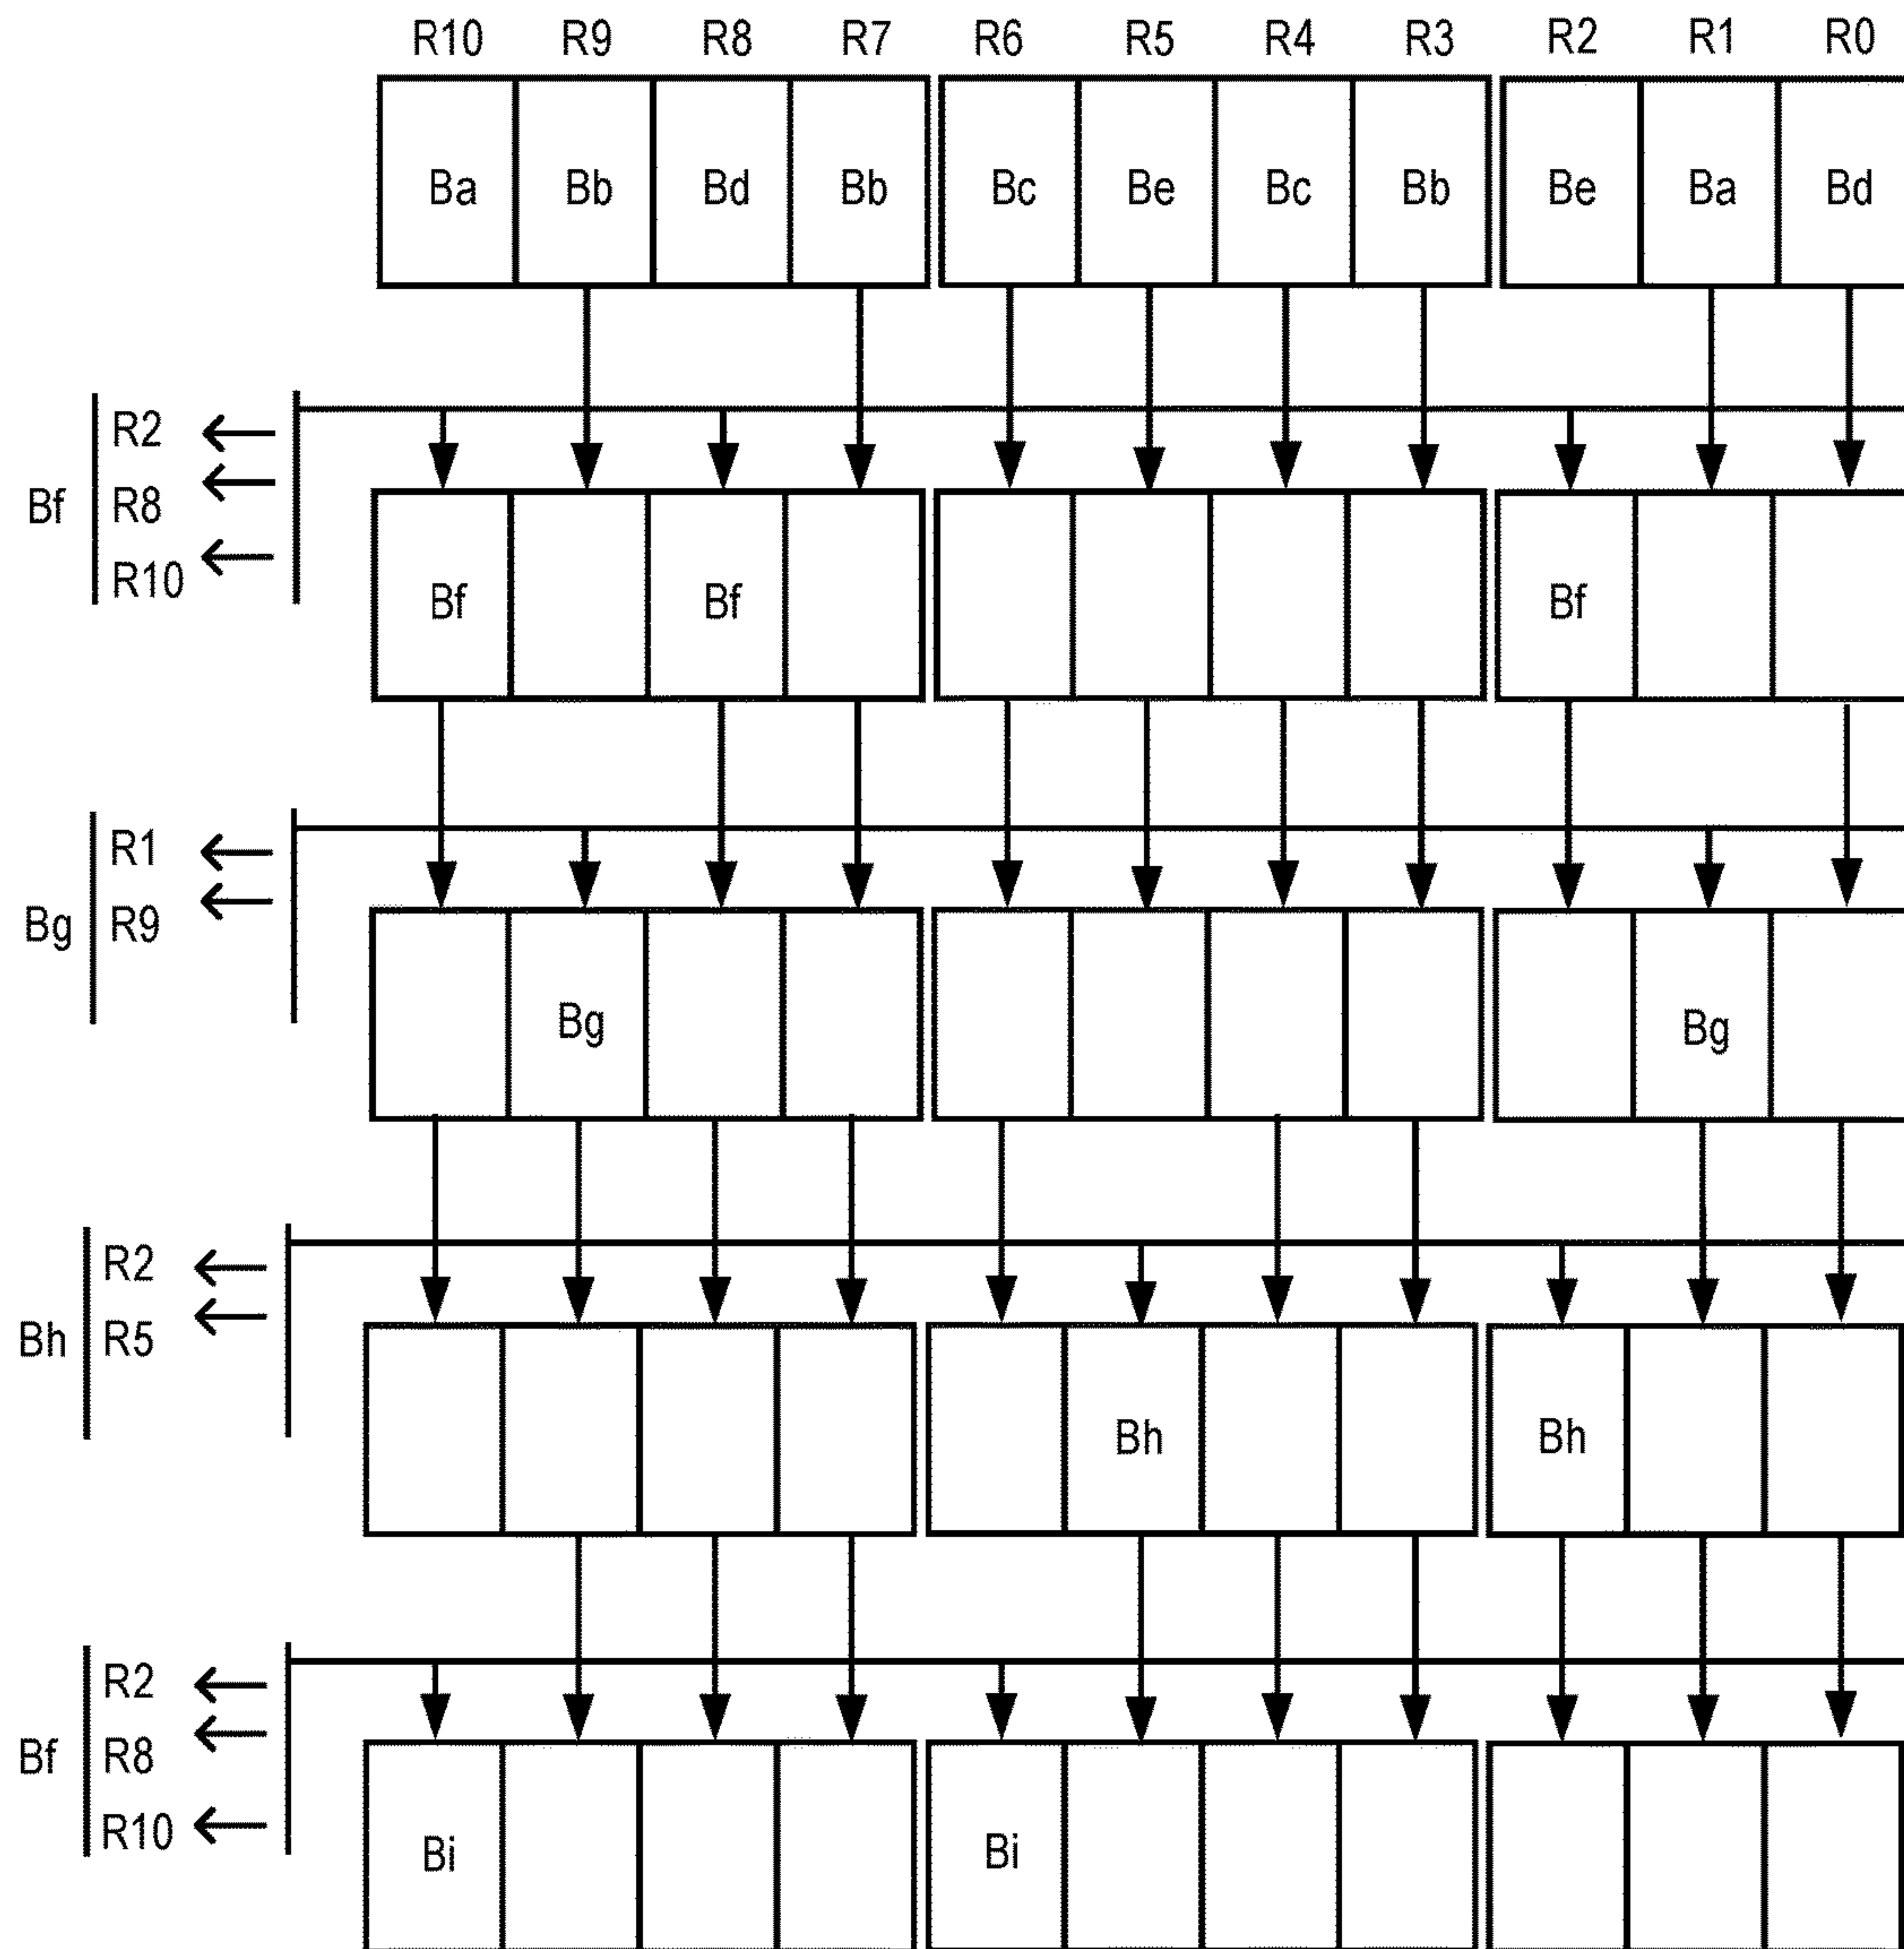 R10 R9 R8 R7 R6 R5 R4 R3 R2 R1 R0
Ba Bb Bd Bb Bc Be Bc Bb Be Ba Bd
R2
Bf R8
R10
Bf Bf Bf
R1
Bg R9
Bg Bg
R2
Bh R5
Bh Bh
R2
Bf R8
R10
Bi Bi